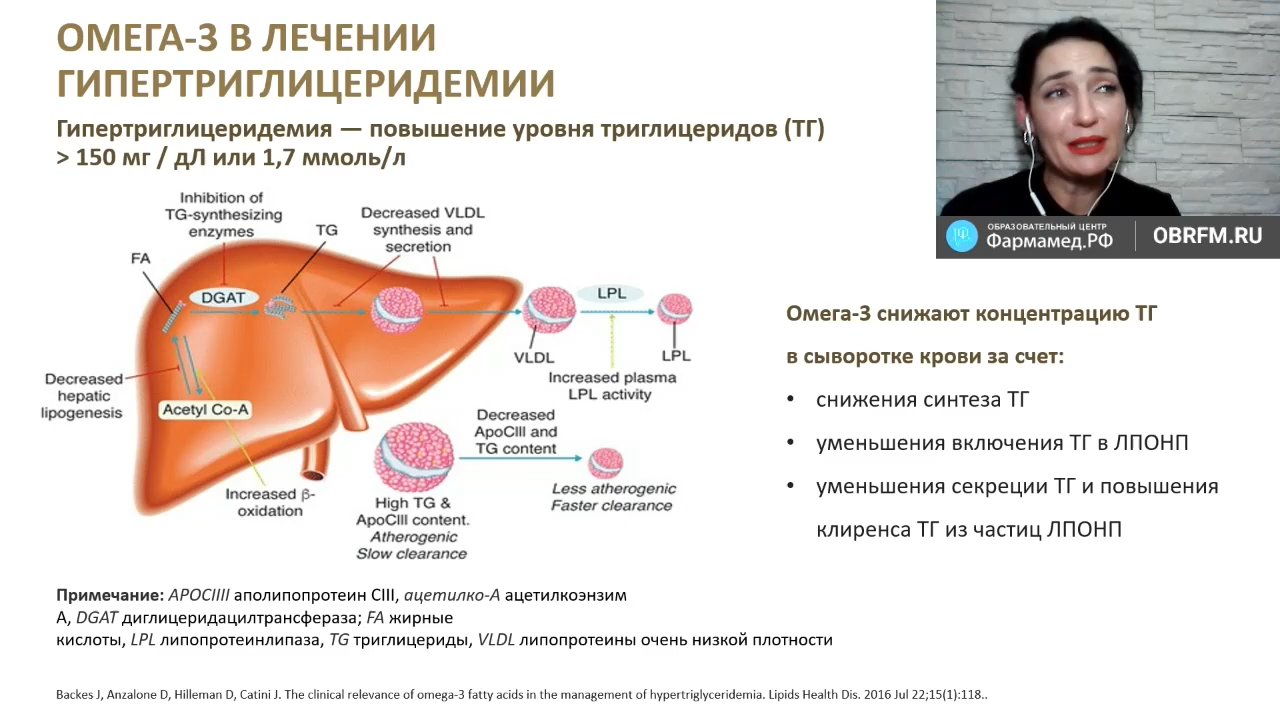 ОМЕГА-3 В ЛЕЧЕНИИ
ГИПЕРТРИГЛИЦЕРИДЕМИИ
Гипертриглицеридемия — повышение уровня триглицеридов (ТГ)
> 150 мг / дЛ или 1,7 ммоль/л
ОБРАЗОВАТЕЛЬНЫЙ ЦЕНТР
Фармамед.РФ
OBRFM.RU
Inhibition of
TG-synthesizing
enzymes
TG
Decreased VLDL
synthesis and
secretion
FA
DGAT
LPL
VLDL
LPL
Increased plasma
LPL activity
Decreased
hepatic
lipogenesis
Acetyl Co-A
Decreased
ApoCIII and
TG content
Increased β-
oxidation
High TG &
ApoCIII content.
Atherogenic
Slow clearance
Less atherogenic
Faster clearance
Омега-3 снижают концентрацию ТГ
в сыворотке крови за счет:
• снижения синтеза ТГ
• уменьшения включения ТГ в ЛПОНП
• уменьшения секреции ТГ и повышения
клиренса ТГ из частиц ЛПОНП
Примечание: APOCIIII аполипопротеин CIII, ацетилко-А ацетилкоэнзим
А, DGAT диглицеридацилтрансфераза; FA жирные
кислоты, LPL липопротеинлипаза, TG триглицериды, VLDL липопротеины очень низкой плотности
Backes J, Anzalone D, Hilleman D, Catini J. The clinical relevance of omega-3 fatty acids in the management of hypertriglyceridemia. Lipids Health Dis. 2016 Jul 22;15(1):118..